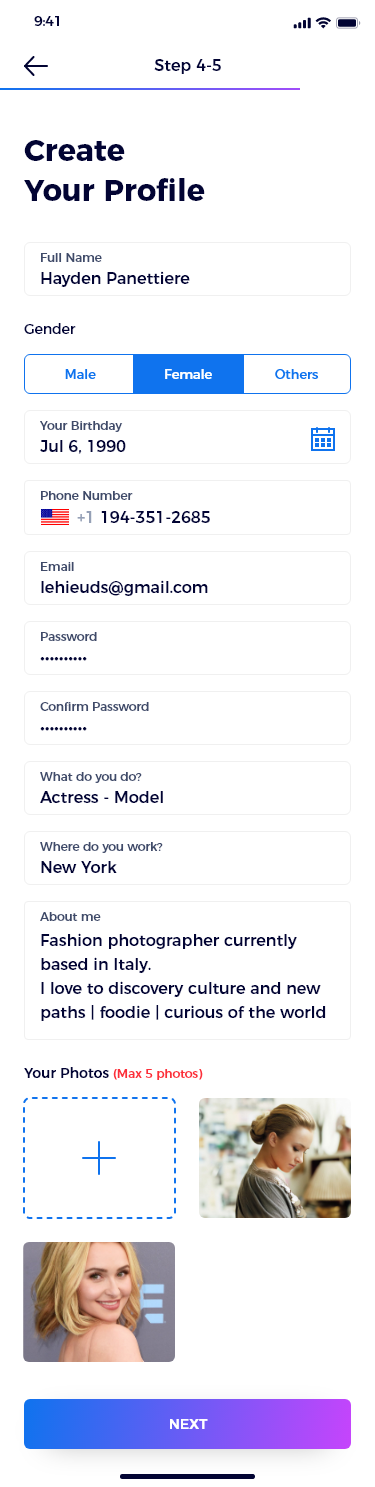 9:41
Step 4-5
Create
Your Profile
Full Name
Hayden Panettiere
Gender
Male Female Others
Your Birthday
Jul 6, 1990
Phone Number
+1 194-351-2685
Email
lehieuds@gmail.com
Password
••••••••••
Confirm Password
••••••••••
What do you do?
Actress - Model
Where do you work?
New York
About me
Fashion photographer currently
based in Italy.
I love to discovery culture and new
paths | foodie | curious of the world
Your Photos (Max 5 photos)
NEXT